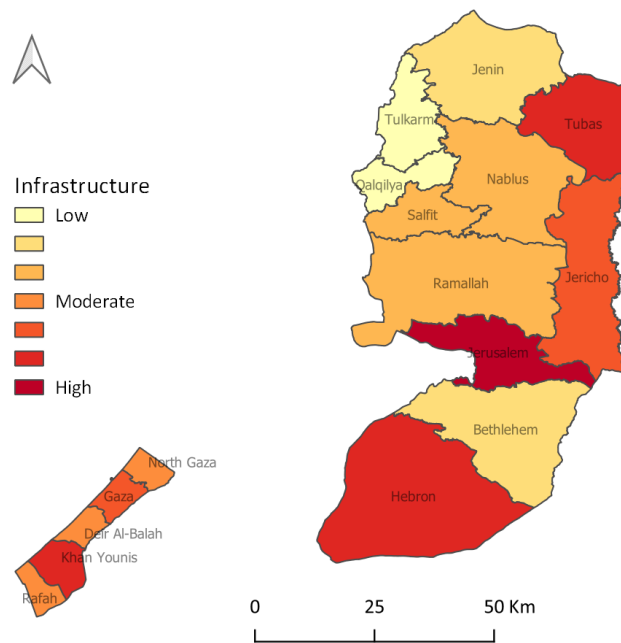 Jenin
Tulkarm
Tubas
Qalqilya
Nablus
Infrastructure
Low
Salfit
Moderate
Ramallah
Jericho
Jerusalem
High
Bethlehem
North Gaza
Gaza
Hebron
Deir Al-Balah
Khan Younis
Rafah
0 25 50 Km